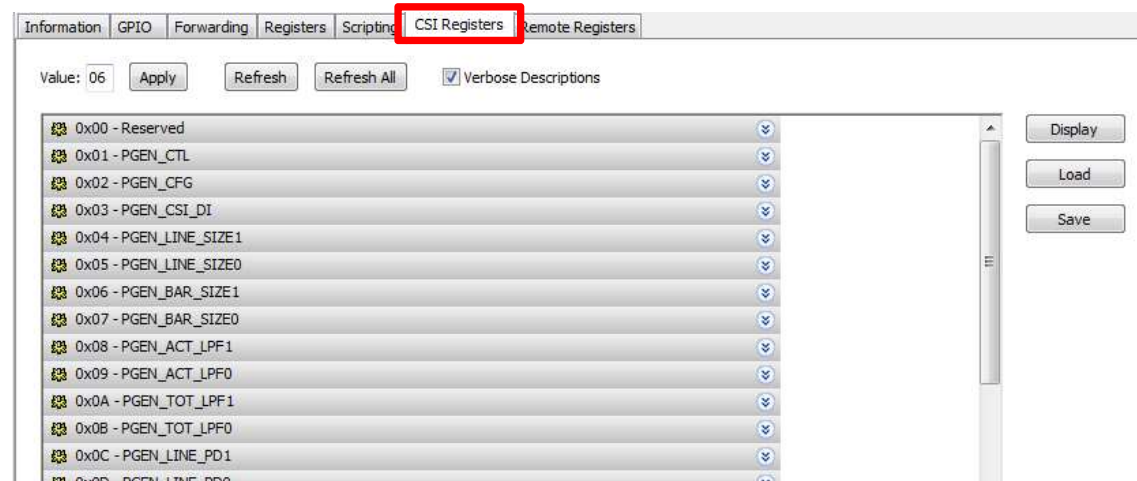 Information GPIO Forwarding Registers Scripting CSI Registers Remote Registers
Value: 06 Apply Refresh Refresh All Verbose Descriptions
0x00 - Reserved
0x01 - PGEN_CTL
0x02 - PGEN_CFG
0x03 - PGEN_CSI_DI
0x04 - PGEN_LINE_SIZE1
0x05 - PGEN_LINE_SIZE0
0x06 - PGEN_BAR_SIZE1
0x07 - PGEN_BAR_SIZE0
0x08 - PGEN_ACT_LPF1
0x09 - PGEN_ACT_LPF0
0x0A - PGEN_TOT_LPF1
0x0B - PGEN_TOT_LPF0
0x0C - PGEN_LINE_PD1
0x0D - PGEN_LINE_PD0
Display
Load
Save